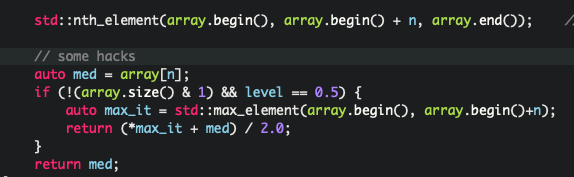 std::nth_element(array.begin(), array.begin() + n, array.end());
// some hacks
auto med = array[n];
if (!(array.size() & 1) && level == 0.5) {
auto max_it = std::max_element(array.begin(), array.begin()+n);
return (*max_it + med) / 2.0;
}
return med;